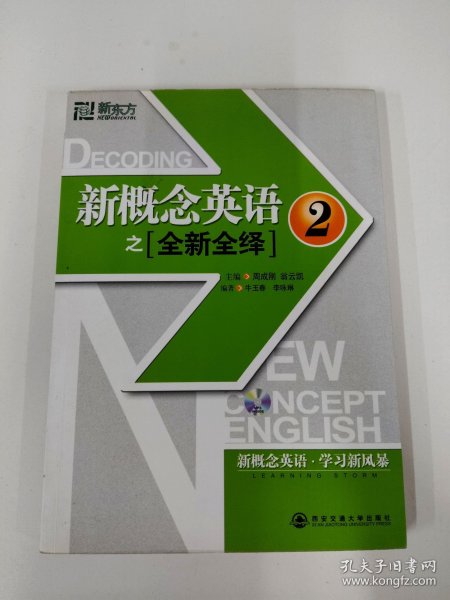 新东方
NEW ORIENTAL
DECODING
新概念英语 2
之[全新全绎]
主编 周成刚 翁云凯
编著 牛玉春 李咏琳
NEW
CONCEPT
ENGLISH
新概念英语·学习新风暴
LEARNING STORM
西安交通大学出版社
XI'AN JIAOTONG UNIVERSITY PRESS
孔夫子旧书网
www.kongfz.com